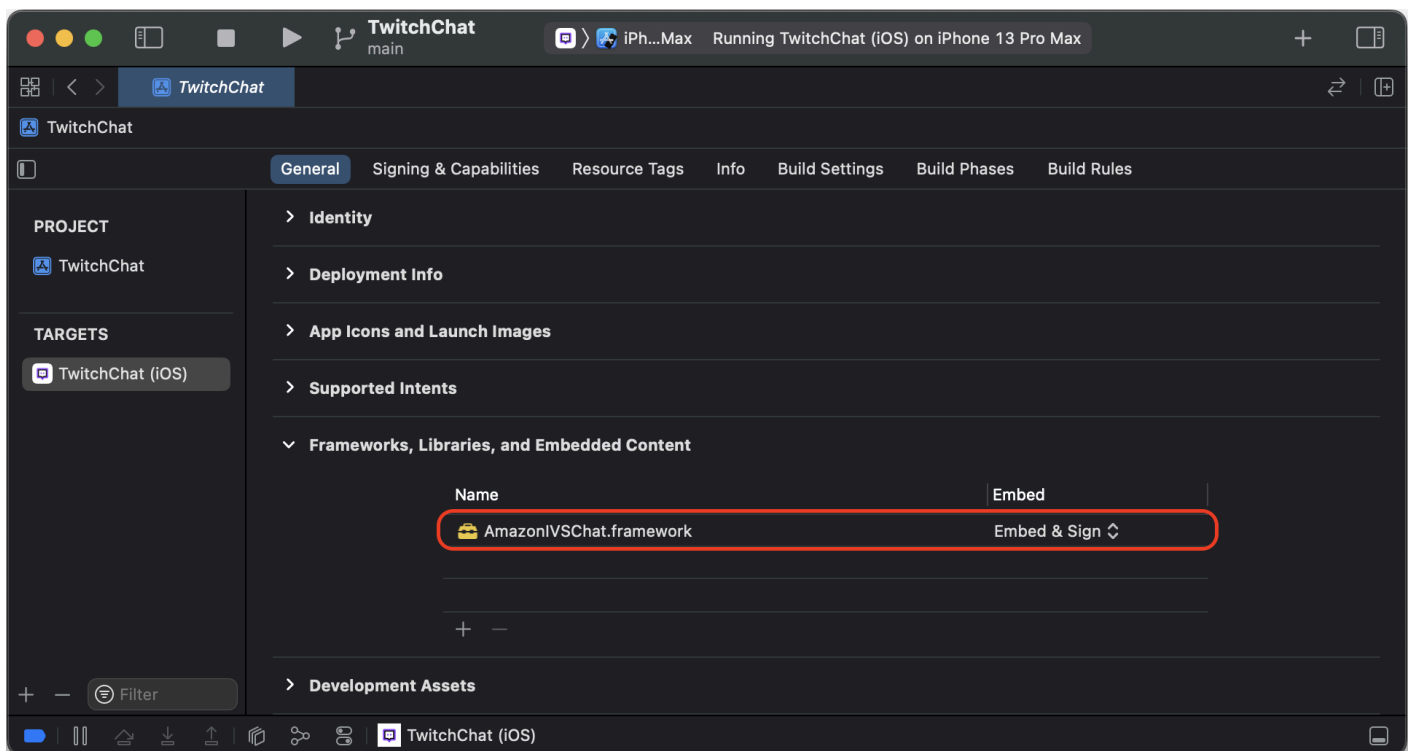 TwitchChat
main
iPh...Max Running TwitchChat (iOS) on iPhone 13 Pro Max
TwitchChat
TwitchChat
General Signing & Capabilities Resource Tags Info Build Settings Build Phases Build Rules
PROJECT
TwitchChat
TARGETS
TwitchChat (iOS)
Identity
Deployment Info
App Icons and Launch Images
Supported Intents
Frameworks, Libraries, and Embedded Content
Name Embed
AmazonIVSChat.framework Embed & Sign
Development Assets
Filter
TwitchChat (iOS)